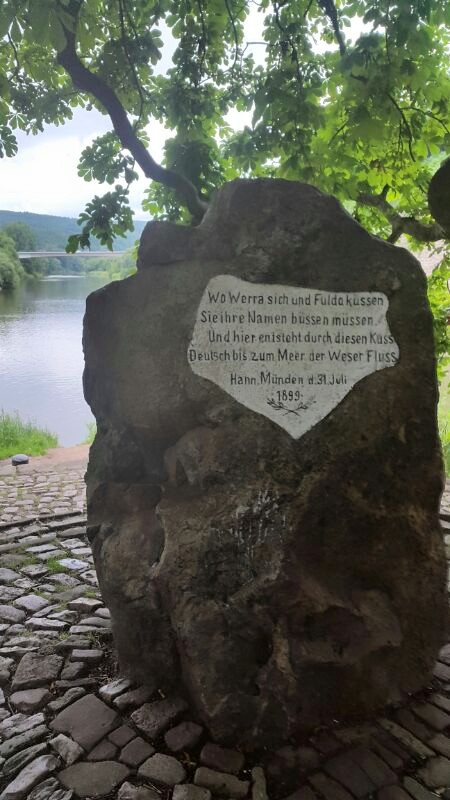 Wo Werra sich und Fulda küssen
Sie ihre Namen büssen müssen.
Und hier entsteht durch diesen Kuss
Deutsch bis zum Meer der Weser Fluss.
Hann. Münden d. 31. Juli
1899.